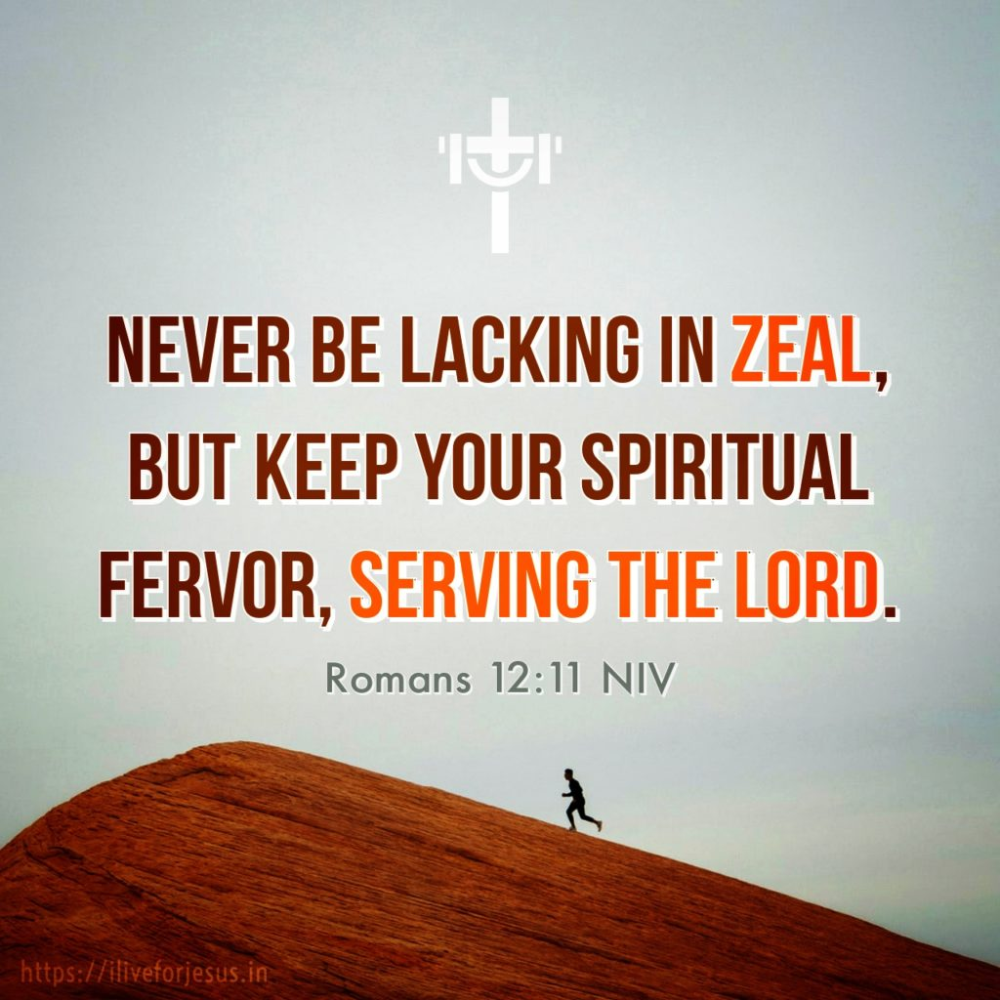 NEVER BE LACKING IN ZEAL,
BUT KEEP YOUR SPIRITUAL
FERVOR, SERVING THE LORD.
Romans 12:11 NIV
https://iliveforjesus.in